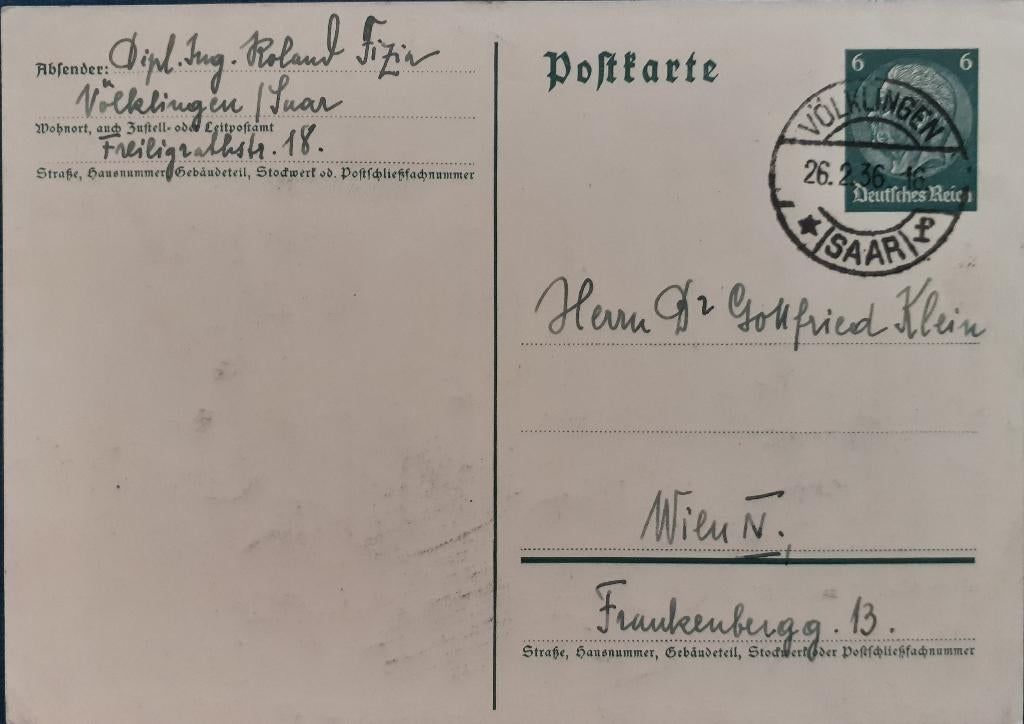 Absender: Dipl. Ing. Roland Fizia
Völklingen / Saar
Wohnort, auch Zustell- oder Leitpostamt
Freiligrathstr. 18.
Straße, Hausnummer, Gebäudeteil, Stockwerk od. Postschließfachnummer
Postkarte
6 6
Deutsches Reich
VÖLKLINGEN
26.2.36
★ (SAAR)
Herrn Dr Gottfried Klein
Wien IV.
Frankenbergg. 13.
Straße, Hausnummer, Gebäudeteil, Stockwerk oder Postschließfachnummer